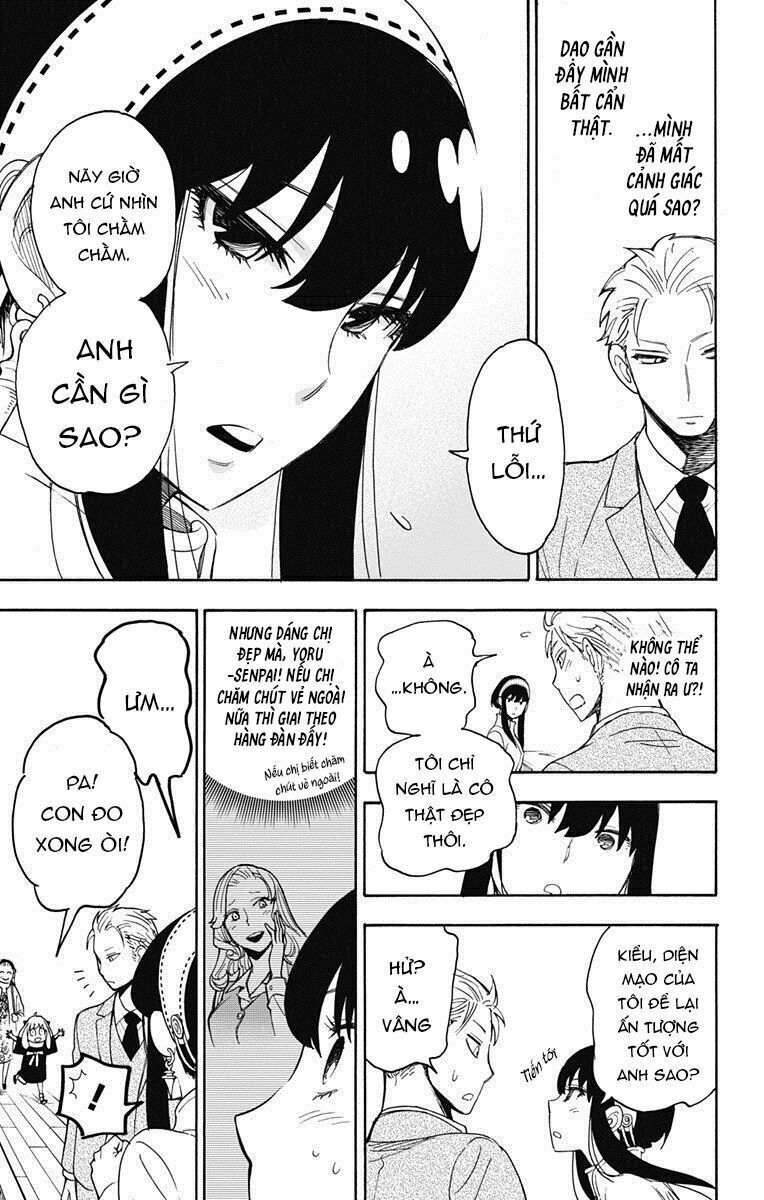 ...MÌNH
ĐÃ MẤT
CẢNH GIÁC
QUÁ SAO?
DẠO GẦN
ĐÂY MÌNH
BẤT CẨN
THẬT.
THỨ
LỖI...
NÃY GIỜ
ANH CỨ NHÌN
TÔI CHẰM
CHẰM.
ANH
CẦN GÌ
SAO?
KHÔNG THỂ
NÀO! CÔ TA
NHẬN RA Ư?!
À
...KHÔNG.
TÔI CHỈ
NGHĨ LÀ CÔ
THẬT ĐẸP
THÔI.
KIỂU, DIỆN
MẠO CỦA
TÔI ĐỂ LẠI
ẤN TƯỢNG
TỐT VỚI
ANH SAO?
Tiến tới
HỬ?
À...
VÂNG
NHƯNG DÁNG CHỊ
ĐẸP MÀ, YORU
-SENPAI! NẾU CHỊ
CHĂM CHÚT VẺ NGOÀI
NỮA THÌ GIAI THEO
HÀNG ĐÀN ĐẤY!
Nếu chị biết chăm
chút vẻ ngoài!
ƯM...
PA!
CON ĐO
XONG ÒI!
!